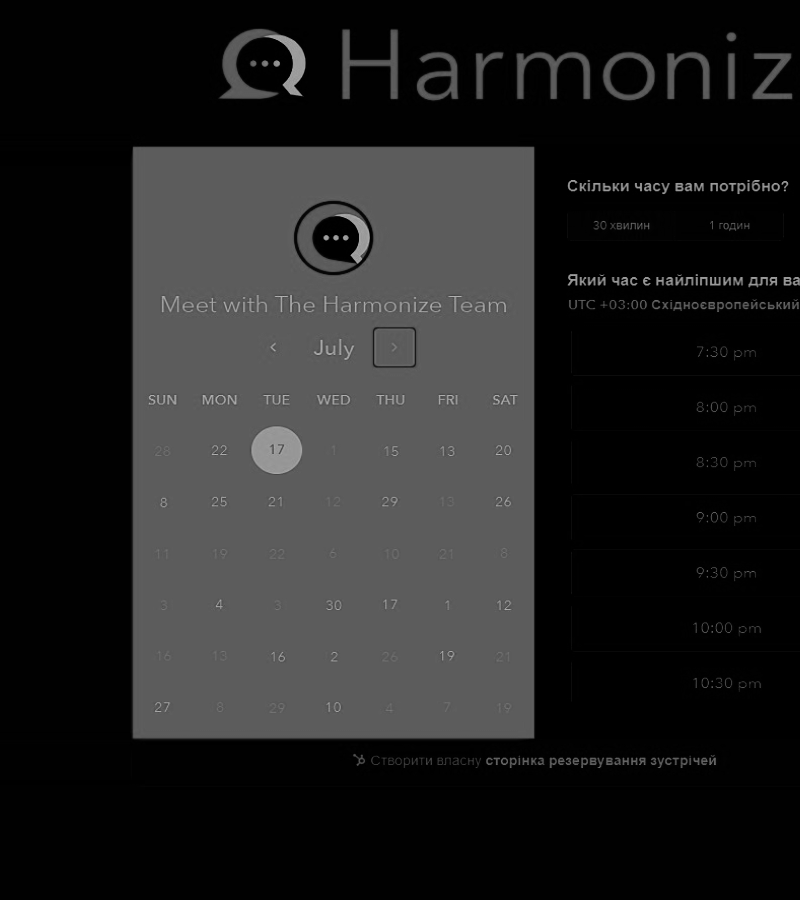 Harmoniz
Meet with The Harmonize Team
July
SUN MON TUE WED THU FRI SAT
28 22 17 1 15 13 20
8 25 21 12 29 13 26
11 19 22 6 10 21 8
3 4 3 30 17 1 12
16 13 16 2 26 19 21
27 8 29 10 4 7 19
Скільки часу вам потрібно?
30 хвилин 1 годин
Який час є найліпшим для ва
UTC +03:00 Східноєвропейський
7:30 pm
8:00 pm
8:30 pm
9:00 pm
9:30 pm
10:00 pm
10:30 pm
Створити власну сторінка резервування зустрічей